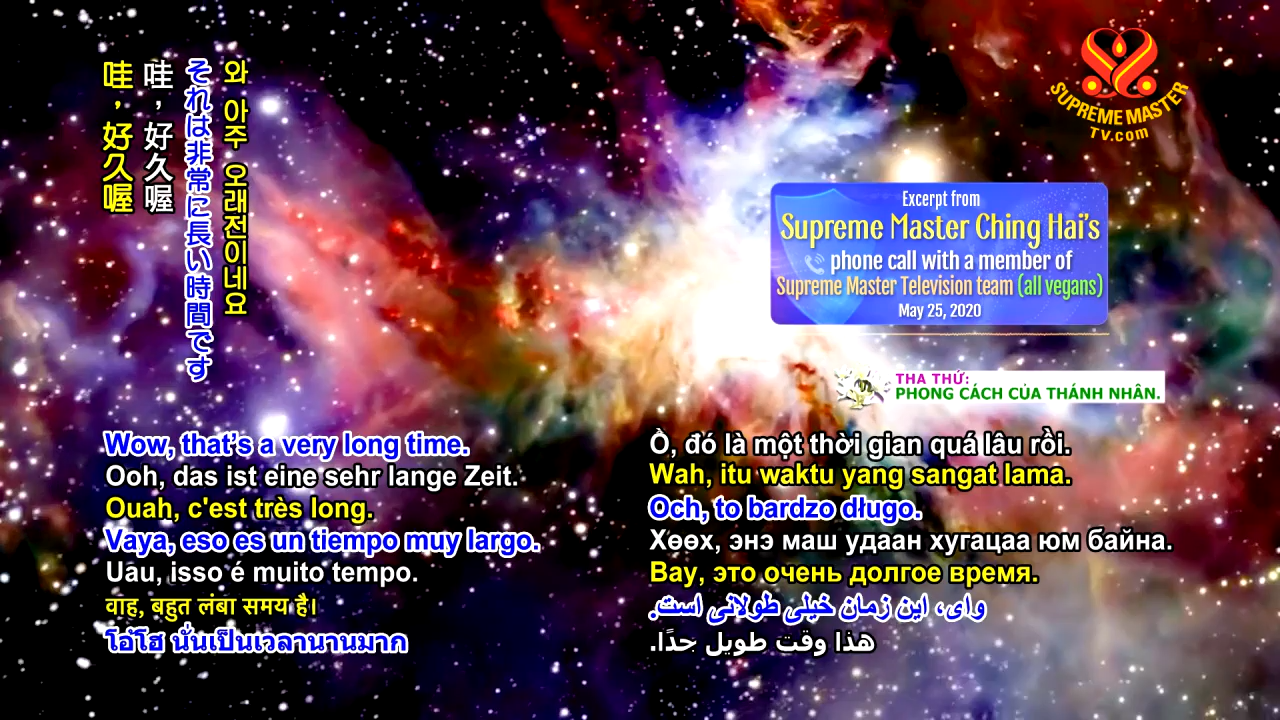 哇，好久喔
哇，好久喔
それは非常に長い時間です
와 아주 오래전이네요
SUPREME MASTER
TV.com
Excerpt from
Supreme Master Ching Hai's
phone call with a member of
Supreme Master Television team (all vegans)
May 25, 2020
THA THỨ:
PHONG CÁCH CỦA THÁNH NHÂN.
Wow, that's a very long time.
Ooh, das ist eine sehr lange Zeit.
Ouah, c'est très long.
Vaya, eso es un tiempo muy largo.
Uau, isso é muito tempo.
वाह, बहुत लंबा समय है।
โอ้โฮ นั่นเป็นเวลานานมาก
Ồ, đó là một thời gian quá lâu rồi.
Wah, itu waktu yang sangat lama.
Och, to bardzo długo.
Хөөх, энэ маш удаан хугацаа юм байна.
Вау, это очень долгое время.
وای، این زمان خیلی طولانی است.
هذا وقت طويل جدًا.